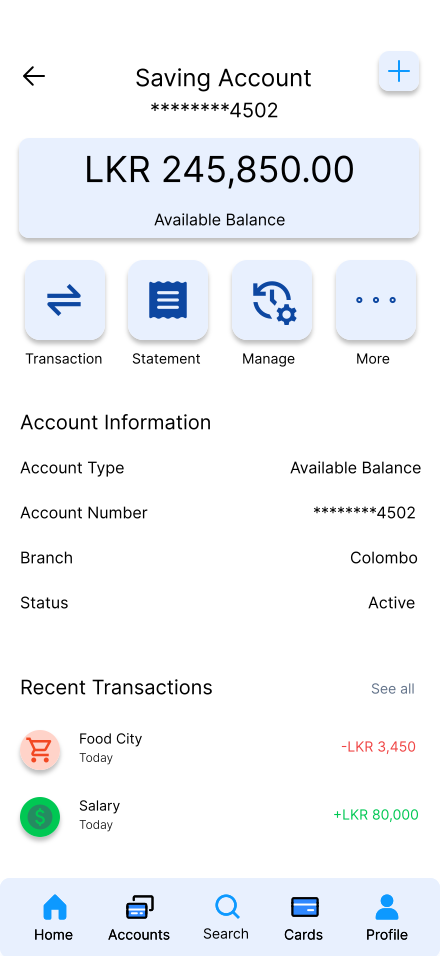 Saving Account
********4502
LKR 245,850.00
Available Balance
Transaction Statement Manage More
Account Information
Account Type Available Balance
Account Number ********4502
Branch Colombo
Status Active
Recent Transactions See all
Food City
Today
-LKR 3,450
Salary
Today
+LKR 80,000
Home Accounts Search Cards Profile